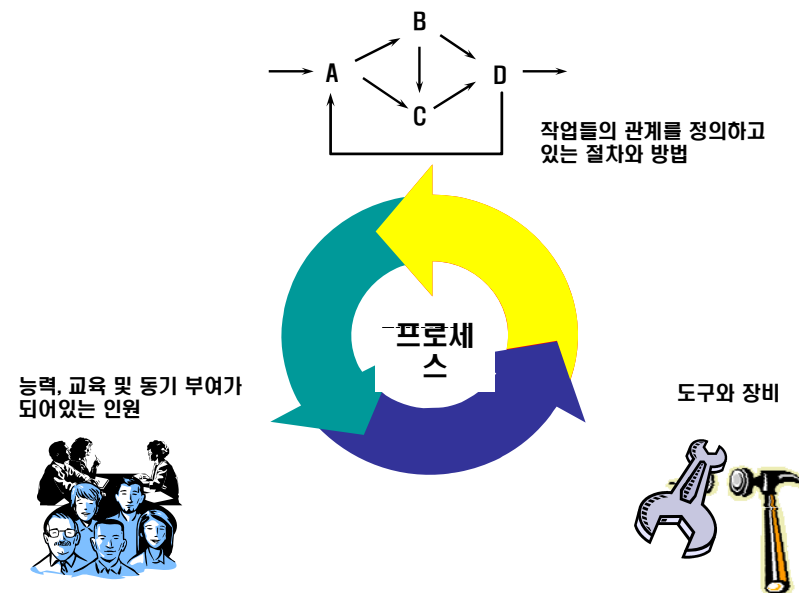 B
A
D
C
작업들의 관계를 정의하고
있는 절차와 방법
프로세
스
능력, 교육 및 동기 부여가
되어있는 인원
도구와 장비